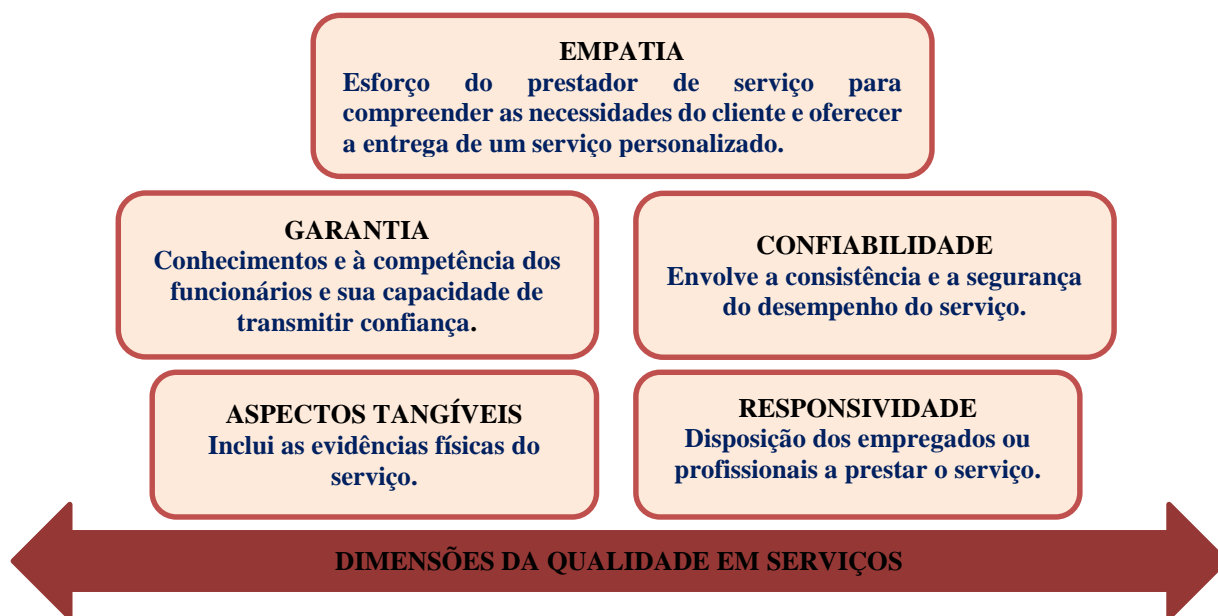 EMPATIA
Esforço do prestador de serviço para
compreender as necessidades do cliente e oferecer
a entrega de um serviço personalizado.
GARANTIA
Conhecimentos e à competência dos
funcionários e sua capacidade de
transmitir confiança.
CONFIABILIDADE
Envolve a consistência e a segurança
do desempenho do serviço.
ASPECTOS TANGÍVEIS
Inclui as evidências físicas do
serviço.
RESPONSIVIDADE
Disposição dos empregados ou
profissionais a prestar o serviço.
DIMENSÕES DA QUALIDADE EM SERVIÇOS